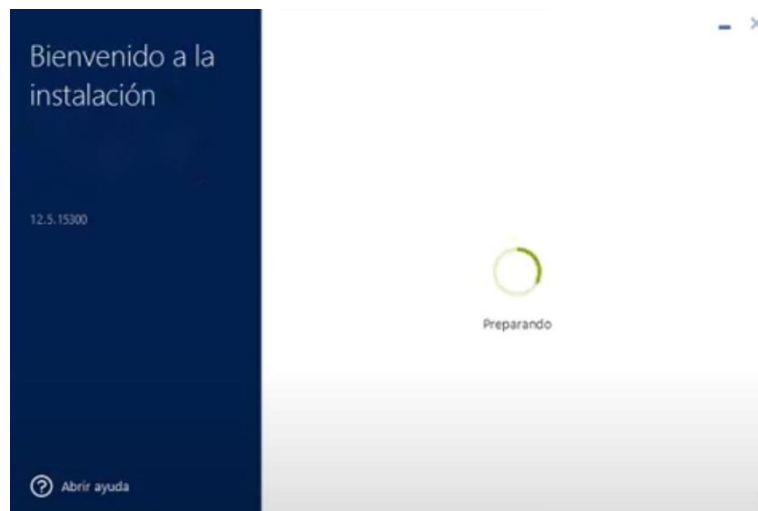 Bienvenido a la
instalación
12.5.15300
Preparando
Abrir ayuda